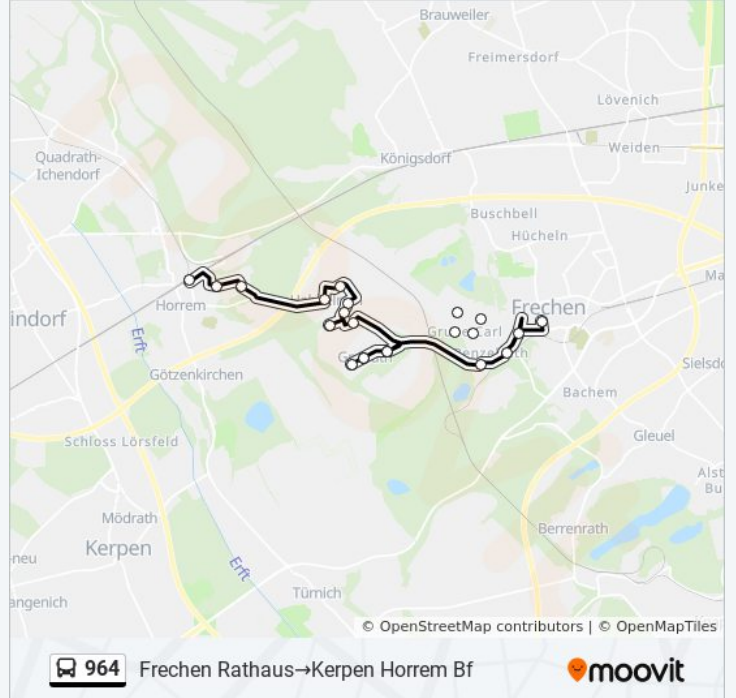 Brauweiler
Freimersdorf
Lövenich
Weiden
Königsdorf
Quadrath-
Ichendorf
Junke
Buschbell
Hücheln
Ma
Horrem
Frechen
indorf
Erft
Götzenkirchen
Sielsdo
Bachem
Gleuel
Schloss Lörsfeld
Alst
Bu
Mödrath
Berrenrath
Kerpen
-neu
Erft
Türnich
angenich
© OpenStreetMap contributors | © OpenMapTiles
964 Frechen Rathaus→Kerpen Horrem Bf
moovit